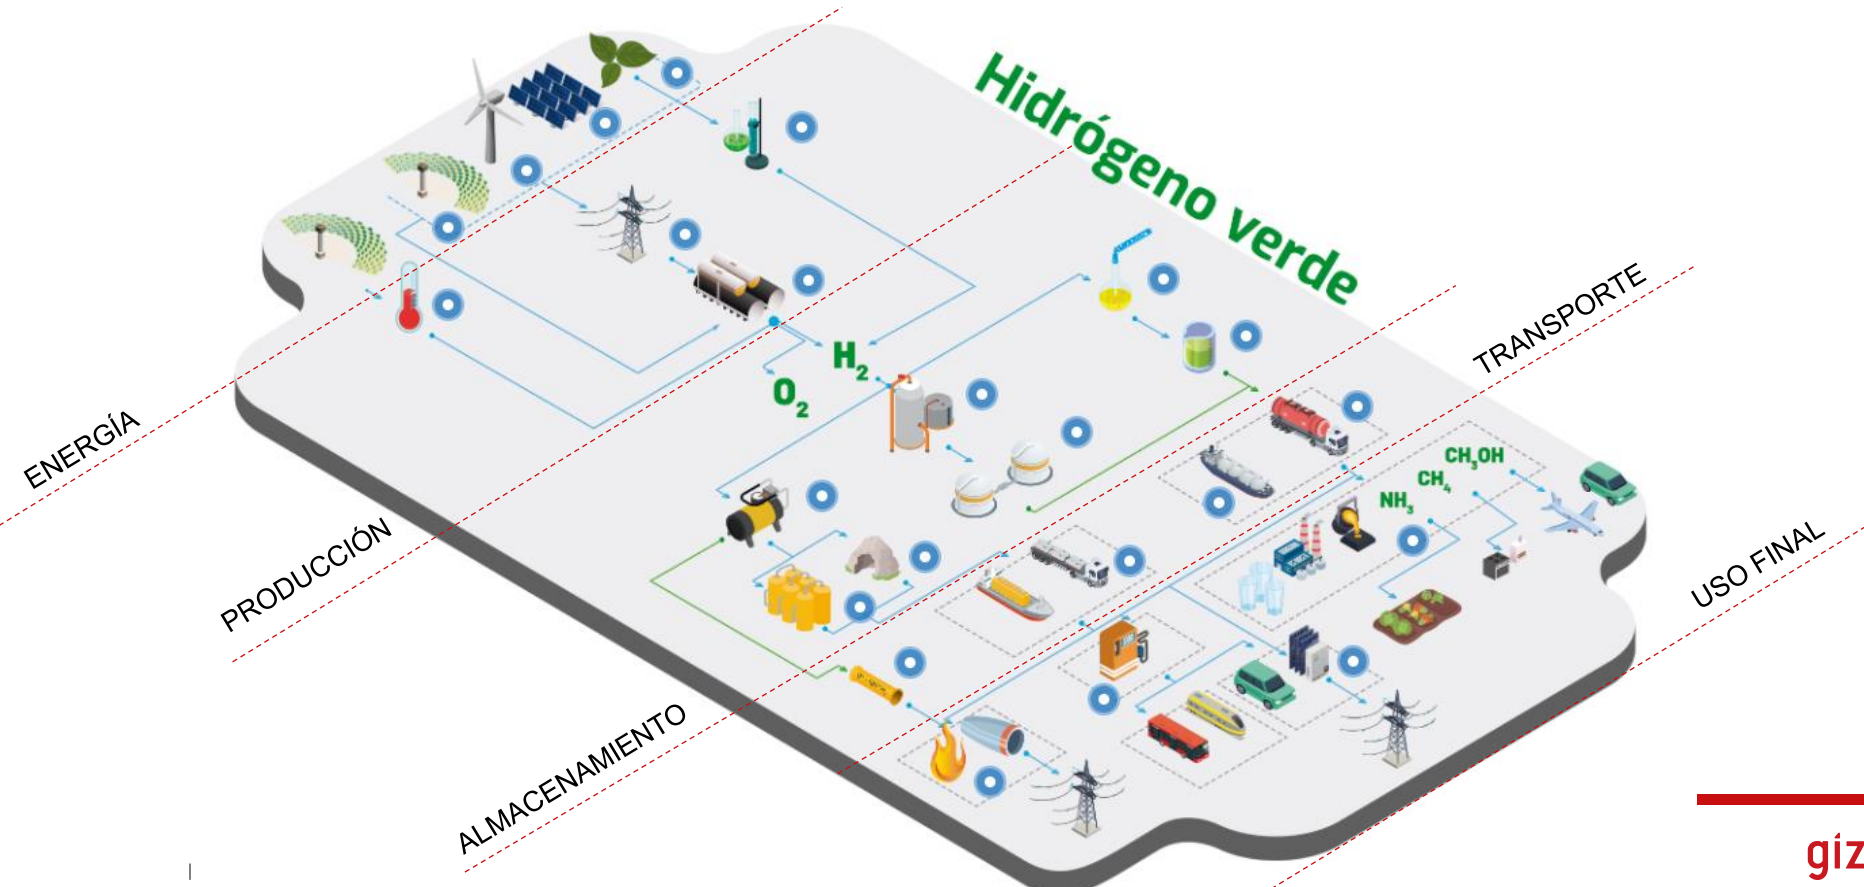 Hidrógeno verde
ENERGÍA
PRODUCCIÓN
ALMACENAMIENTO
TRANSPORTE
USO FINAL
H₂
O₂
CH₃OH
CH₄
NH₃
giz